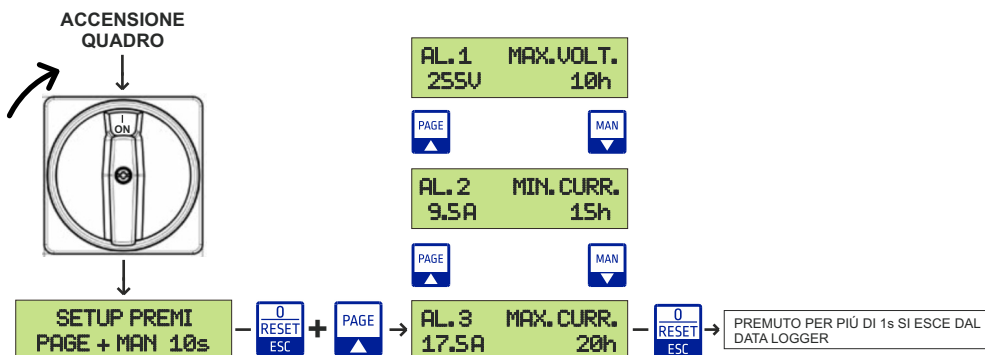 ACCENSIONE
QUADRO
I
ON
SETUP PREMI
PAGE + MAN 10s
0
RESET
ESC
+
PAGE
AL.1 MAX.VOLT.
255V 10h
PAGE
MAN
AL.2 MIN.CURR.
9.5A 15h
PAGE
MAN
AL.3 MAX.CURR.
17.5A 20h
0
RESET
ESC
PREMUTO PER PIÚ DI 1s SI ESCE DAL
DATA LOGGER